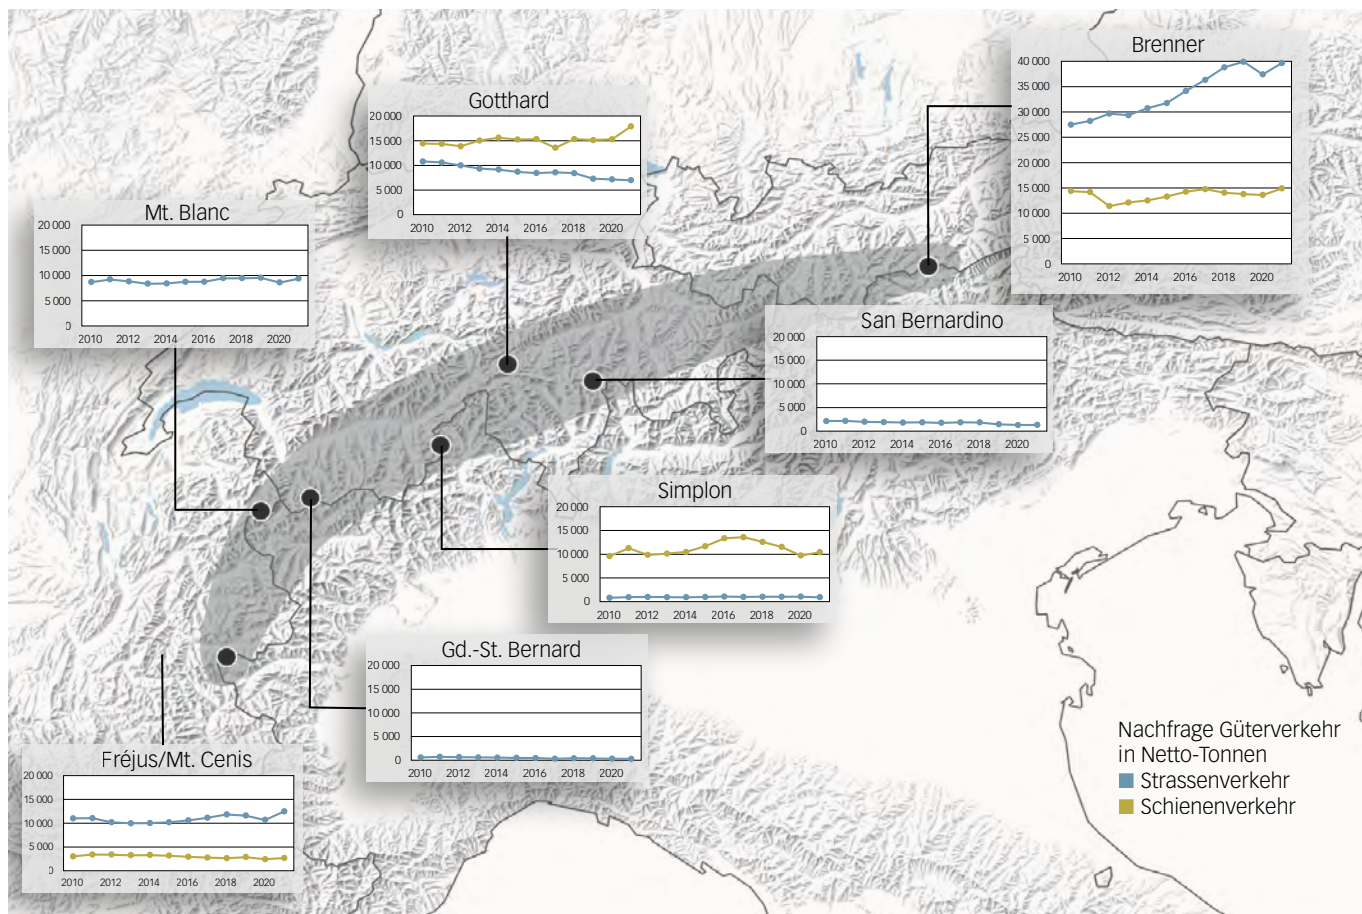 Brenner
40 000
35 000
30 000
25 000
20 000
15 000
10 000
5 000
0
2010 2012 2014 2016 2018 2020
Gotthard
20 000
15 000
10 000
5 000
0
2010 2012 2014 2016 2018 2020
Mt. Blanc
20 000
15 000
10 000
5 000
0
2010 2012 2014 2016 2018 2020
San Bernardino
20 000
15 000
10 000
5 000
0
2010 2012 2014 2016 2018 2020
Simplon
20 000
15 000
10 000
5 000
0
2010 2012 2014 2016 2018 2020
Gd.-St. Bernard
20 000
15 000
10 000
5 000
0
2010 2012 2014 2016 2018 2020
Fréjus/Mt. Cenis
20 000
15 000
10 000
5 000
0
2010 2012 2014 2016 2018 2020
Nachfrage Güterverkehr
in Netto-Tonnen
Strassenverkehr
Schienenverkehr